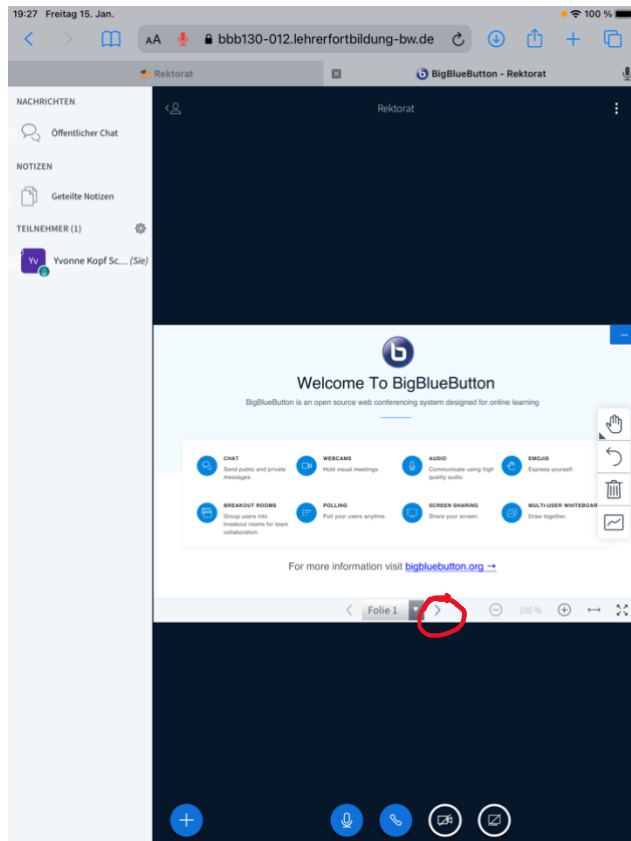 19:27 Freitag 15. Jan.
100 %
AA
bbb130-012.lehrerfortbildung-bw.de
Rektorat
BigBlueButton - Rektorat
NACHRICHTEN
Öffentlicher Chat
NOTIZEN
Geteilte Notizen
TEILNEHMER (1)
Yv
Yvonne Kopf Sc... (Sie)
Rektorat
Welcome To BigBlueButton
BigBlueButton is an open source web conferencing system designed for online learning
CHAT
Send public and private
messages.
WEBCAMS
Hold visual meetings.
AUDIO
Communicate using high
quality audio.
EMOJIS
Express yourself.
BREAKOUT ROOMS
Group users into
breakout rooms for team
collaboration.
POLLING
Poll your users anytime.
SCREEN SHARING
Share your screen.
MULTI-USER WHITEBOAR
Draw together.
For more information visit bigbluebutton.org →
Folie 1
100 %